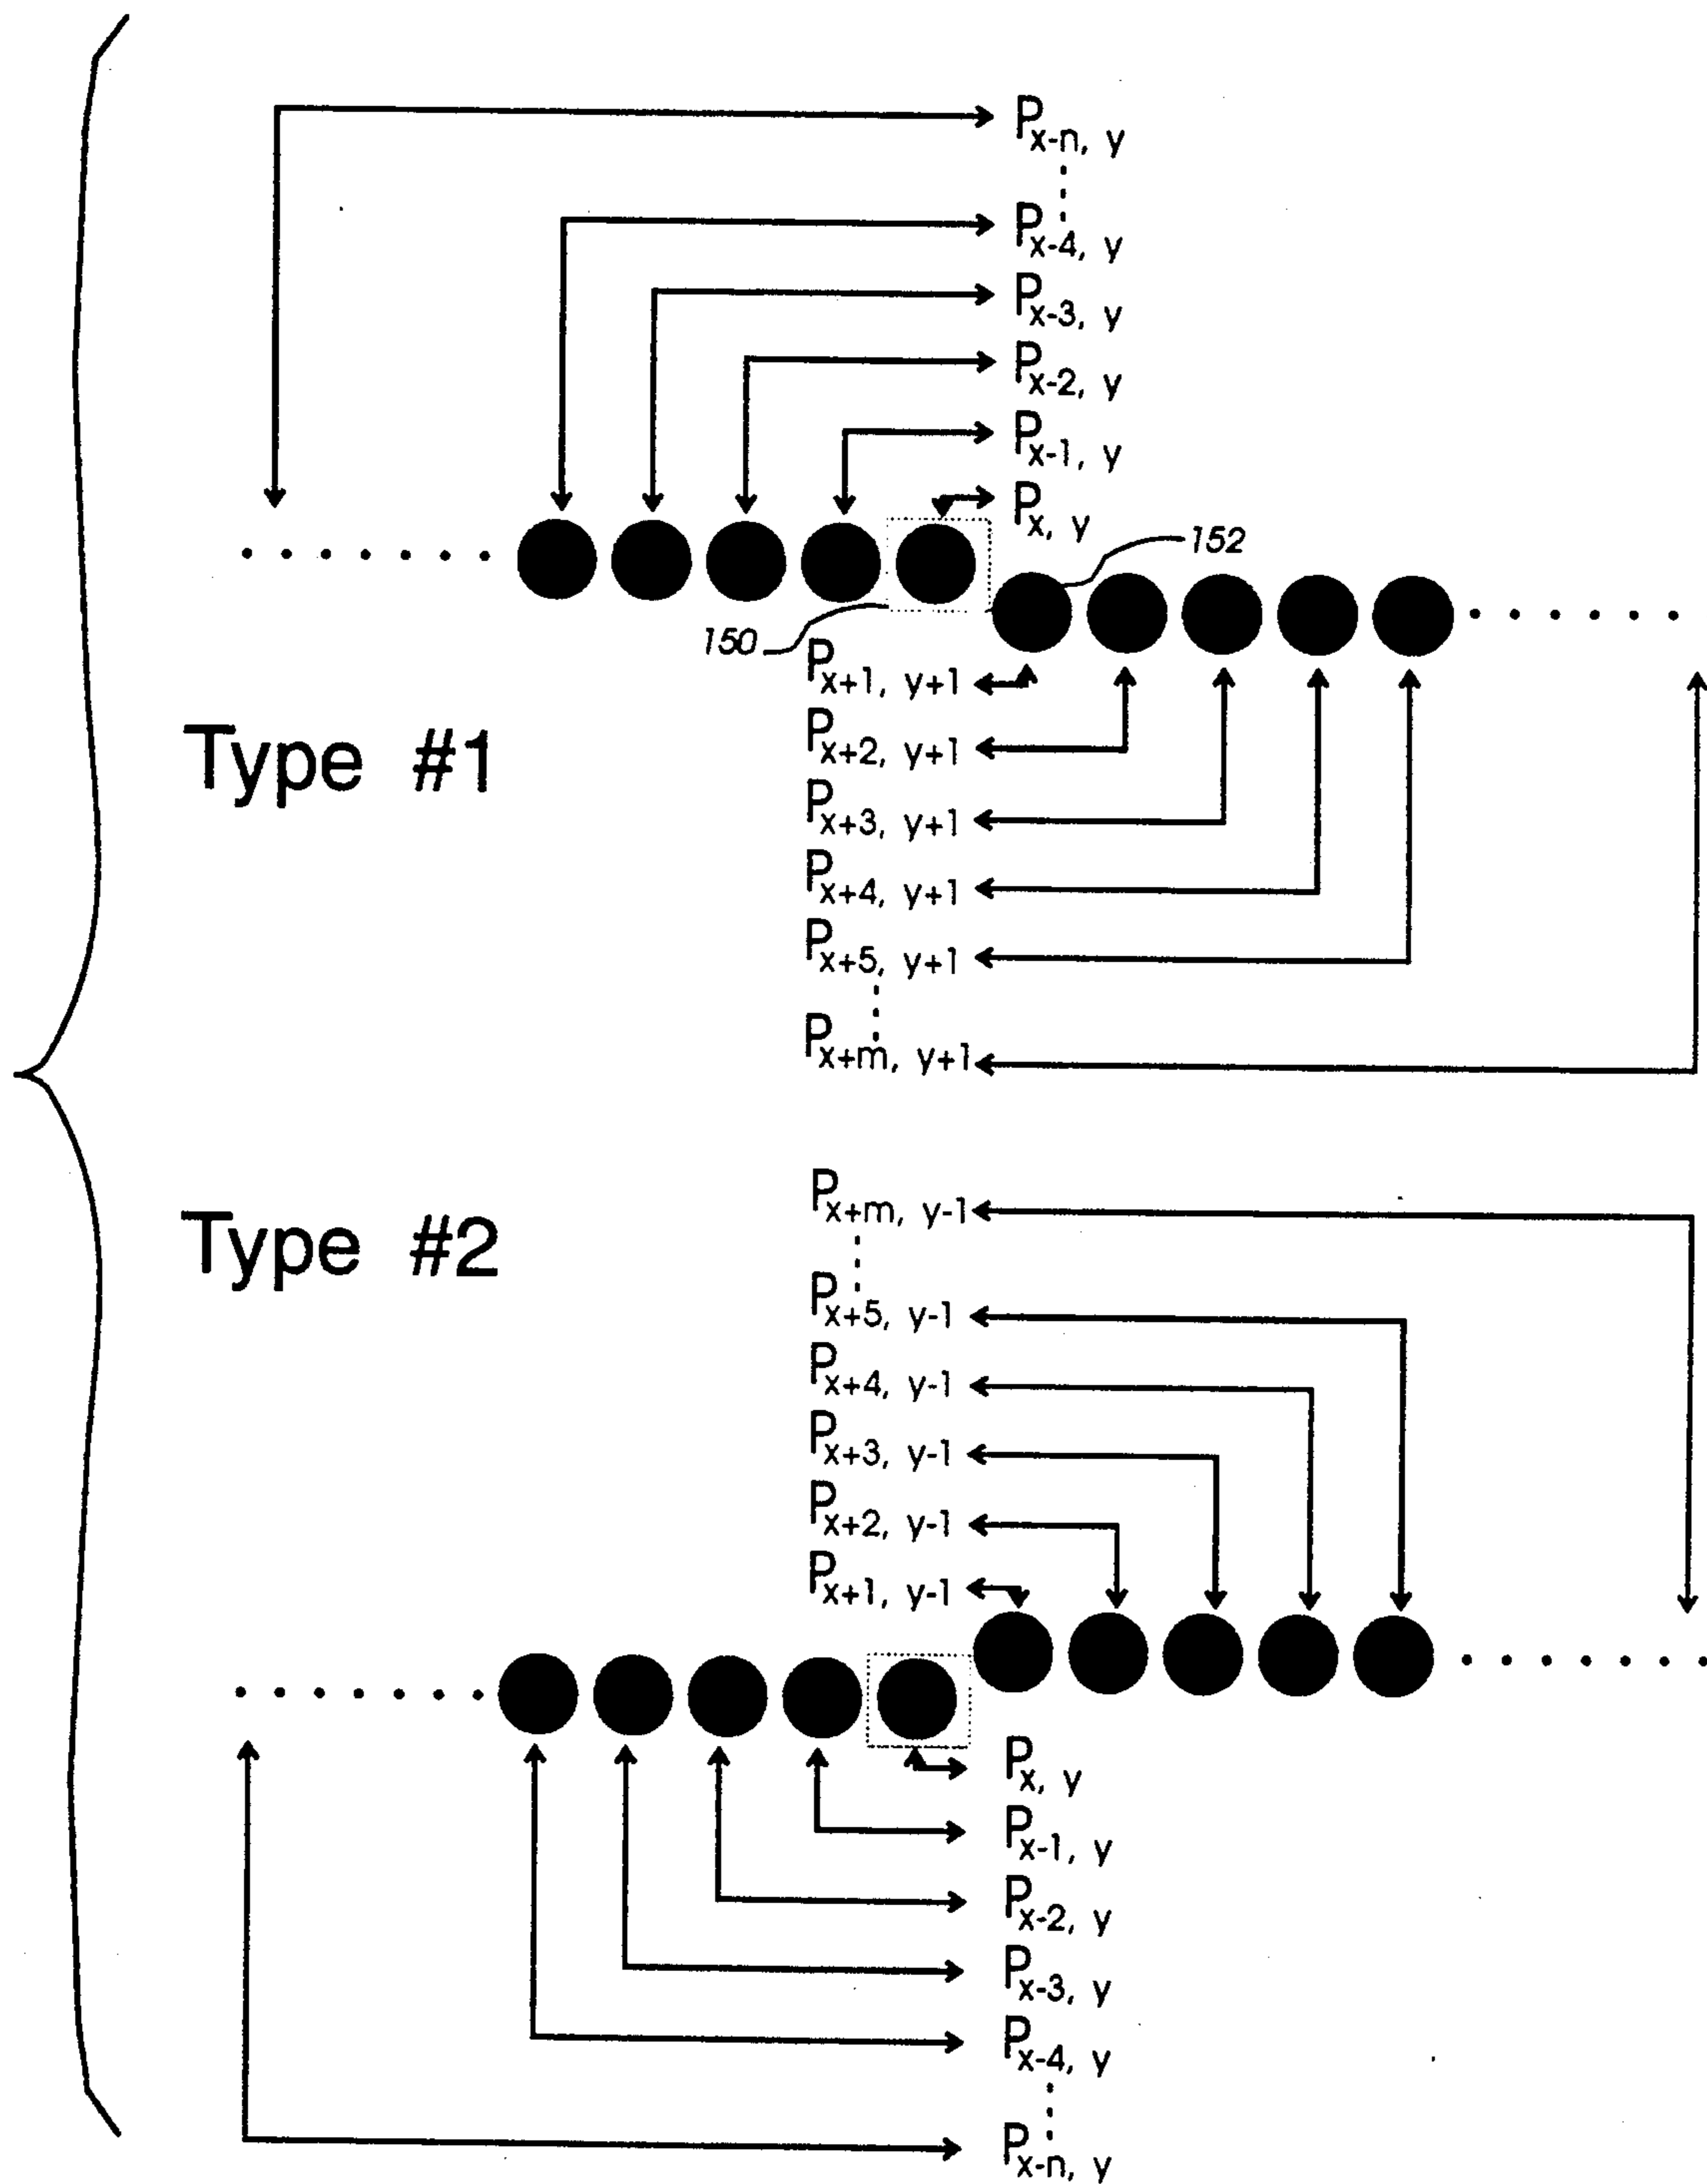 P x-n, y
P x-4, y
P x-3, y
P x-2, y
P x-1, y
P x, y
152
150
P x+1, y+1
Type #1
P x+2, y+1
P x+3, y+1
P x+4, y+1
P x+5, y+1
P x+m, y+1
P x+m, y-1
Type #2
P x+5, y-1
P x+4, y-1
P x+3, y-1
P x+2, y-1
P x+1, y-1
P x, y
P x-1, y
P x-2, y
P x-3, y
P x-4, y
P x-n, y